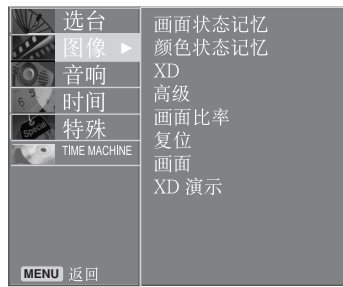 选台
图像 ▶
音响
时间
特殊
TIME MACHINE
MENU 返回
画面状态记忆
颜色状态记忆
XD
高级
画面比率
复位
画面
XD 演示